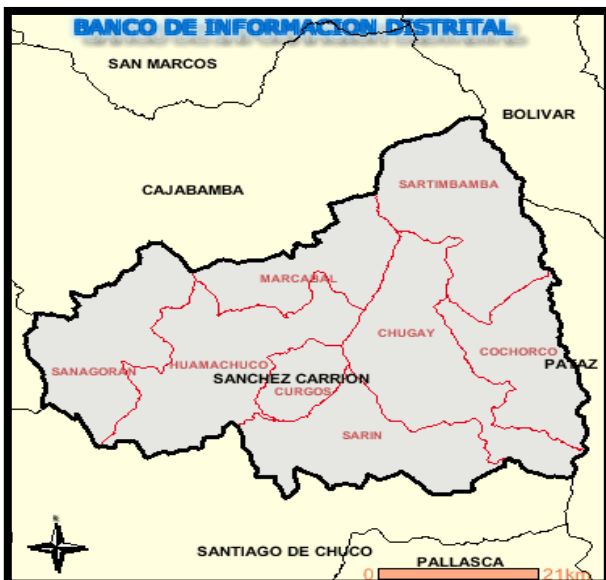 BANCO DE INFORMACION DISTRITAL
SAN MARCOS
BOLIVAR
CAJABAMBA
SARTIMBAMBA
MARCABAL
CHUGAY
COCHORCO
PATAZ
SANAGORAN
HUAMACHUCO
SANCHEZ CARRION
CURGOS
SARIN
N
SANTIAGO DE CHUCO
PALLASCA
0 21km